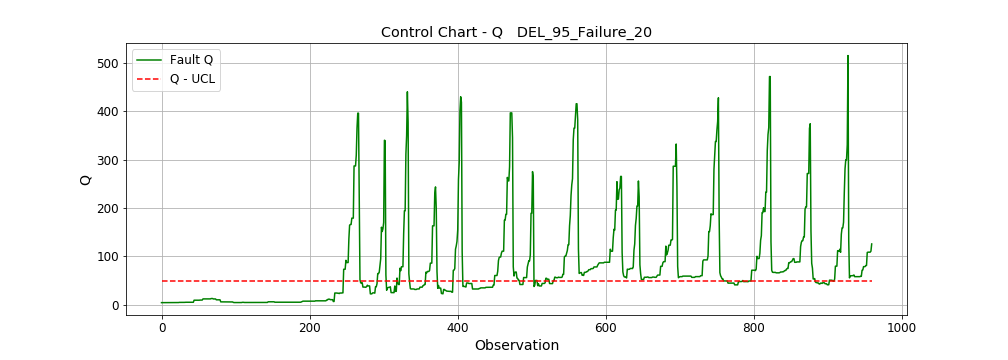 Control Chart - Q   DEL_95_Failure_20
Fault Q
Q - UCL
500
400
300
200
100
0
Q
0 200 400 600 800 1000
Observation